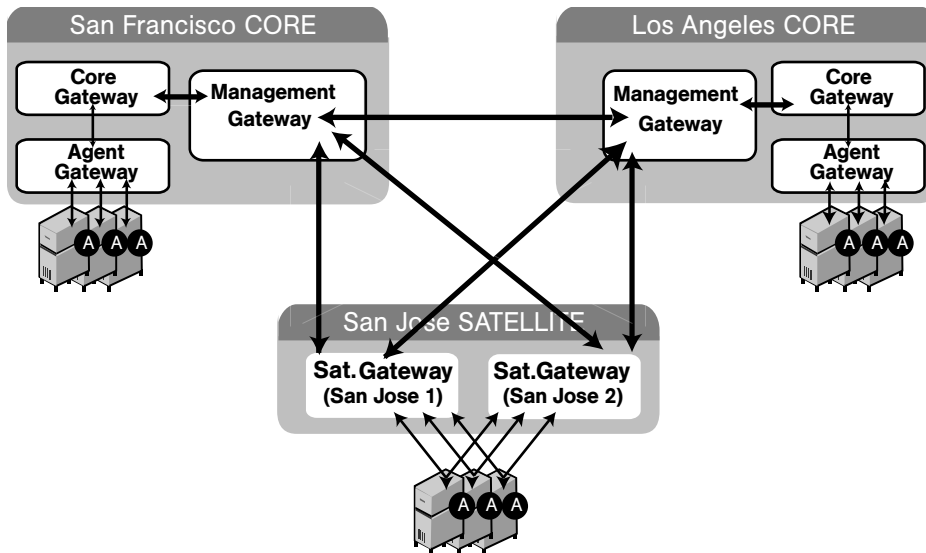 San Francisco CORE
Core
Gateway
Management
Gateway
Agent
Gateway
A A A
Los Angeles CORE
Management
Gateway
Core
Gateway
Agent
Gateway
A A A
San Jose SATELLITE
Sat.Gateway
(San Jose 1)
Sat.Gateway
(San Jose 2)
A A A